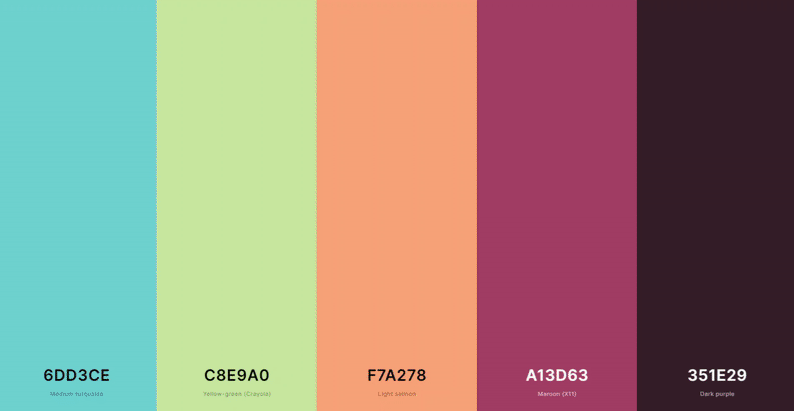 6DD3CE
Medium turquoise
C8E9A0
Yellow-green (Crayola)
F7A278
Light salmon
A13D63
Maroon (X11)
351E29
Dark purple